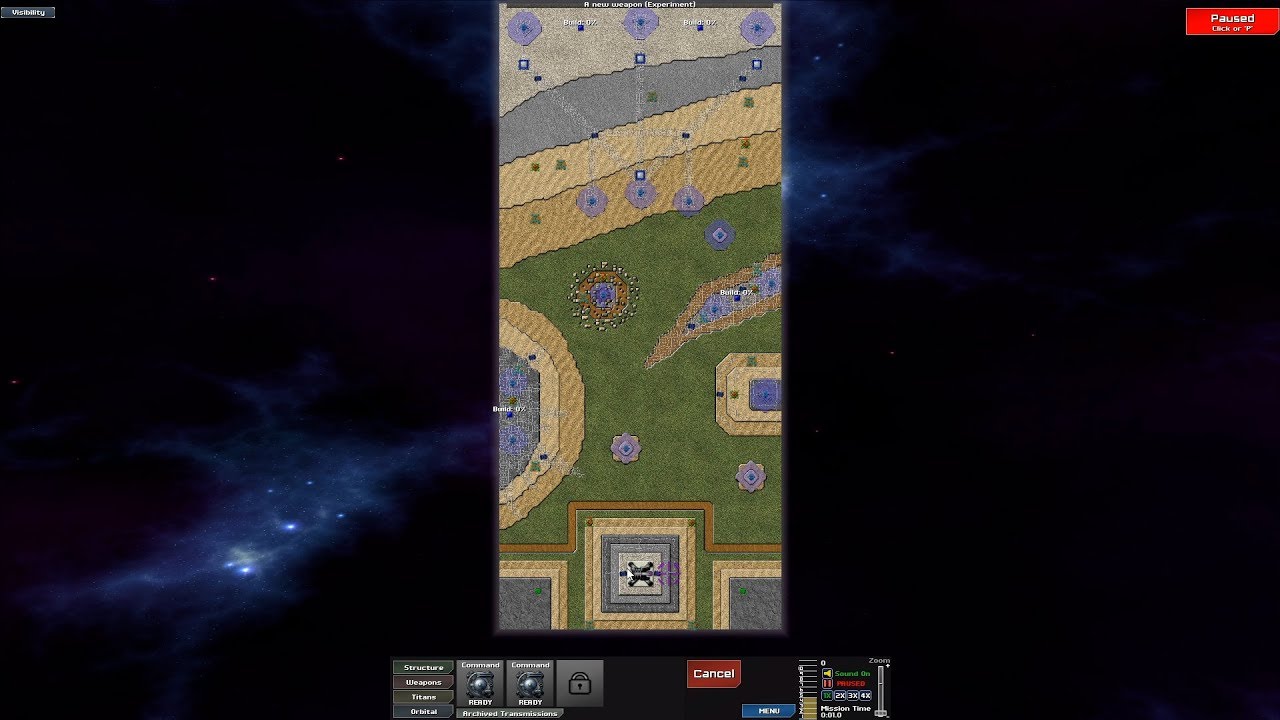 Visibility
A new weapon (Experiment)
Paused
Click or 'P'
Build: 0%
Build: 0%
Build: 0%
Build: 0%
Structure
Weapons
Titans
Orbital
Command
READY
Command
READY
Archived Transmissions
Cancel
MENU
0
Zoom
Sound On
PAUSED
1X 2X 3X 4X
Mission Time
0:01.0